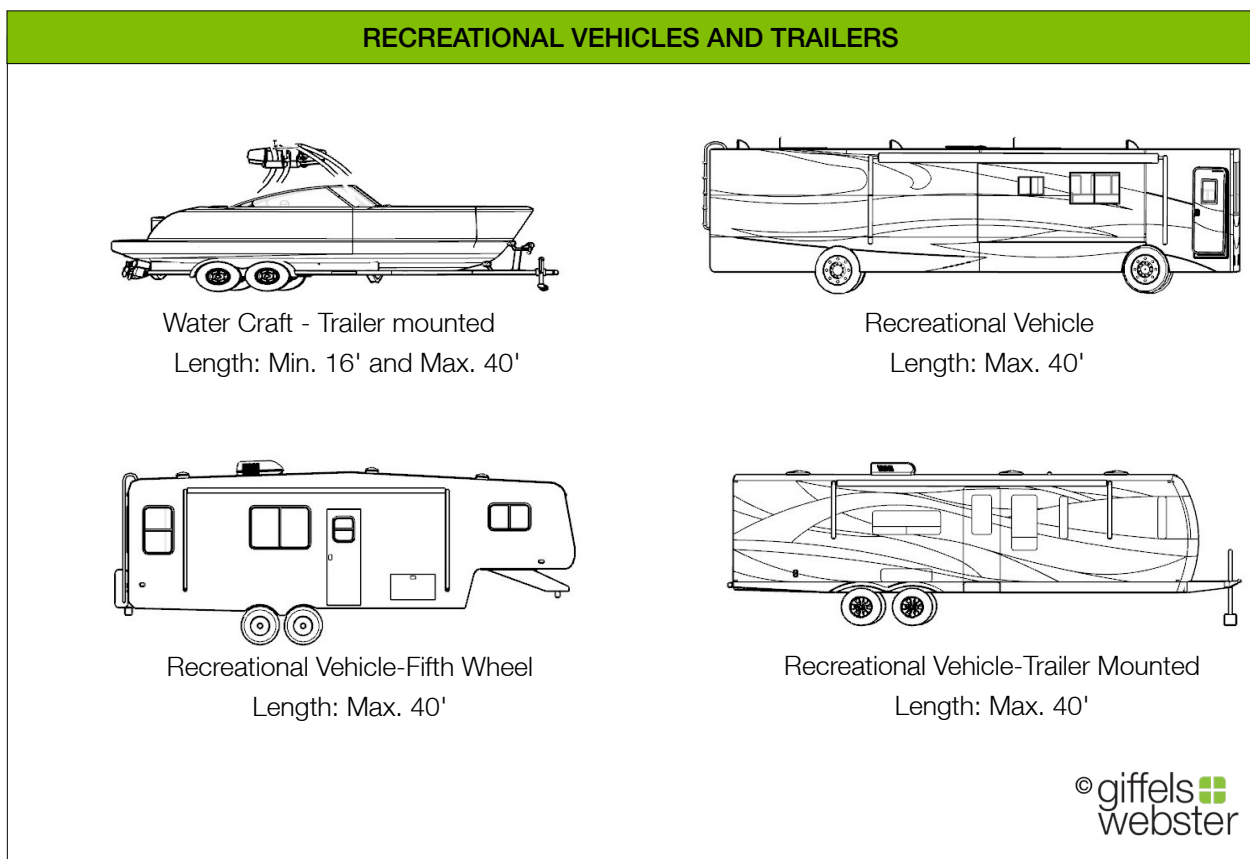 RECREATIONAL VEHICLES AND TRAILERS
Water Craft - Trailer mounted
Length: Min. 16' and Max. 40'
Recreational Vehicle
Length: Max. 40'
Recreational Vehicle-Fifth Wheel
Length: Max. 40'
Recreational Vehicle-Trailer Mounted
Length: Max. 40'
© giffels
webster